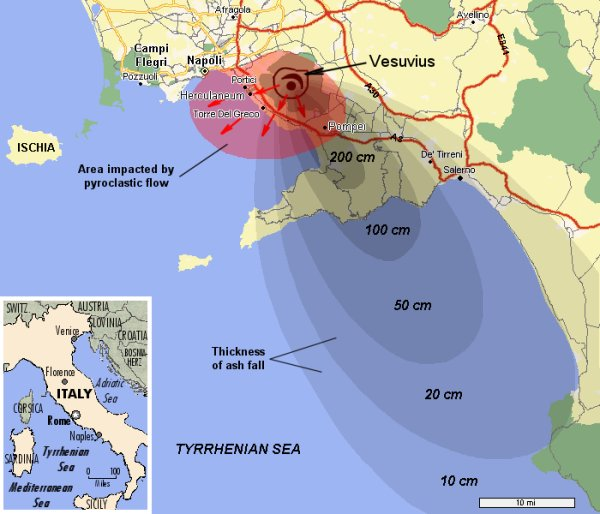 Afragola
Avellino
E841
Campi
Flegri
Napoli
Vesuvius
Pozzuoli
Portici
Herculaneum
A30
Torre Del Greco
Pompei
A3
ISCHIA
200 cm
De' Tirreni
Salerno
Area impacted by
pyroclastic flow
100 cm
50 cm
Thickness
of ash fall
20 cm
TYRRHENIAN SEA
10 cm
10 mi
SWITZ
AUSTRIA
SLOVENIA
Venice
CROATIA
BOSNIA-
HERZ
Florence
Adriatic
Sea
ITALY
CORSICA
Rome
Naples
Tyrrhenian
Sea
0 100
Miles
SARDINIA
Mediterranean
Sea
SICILY